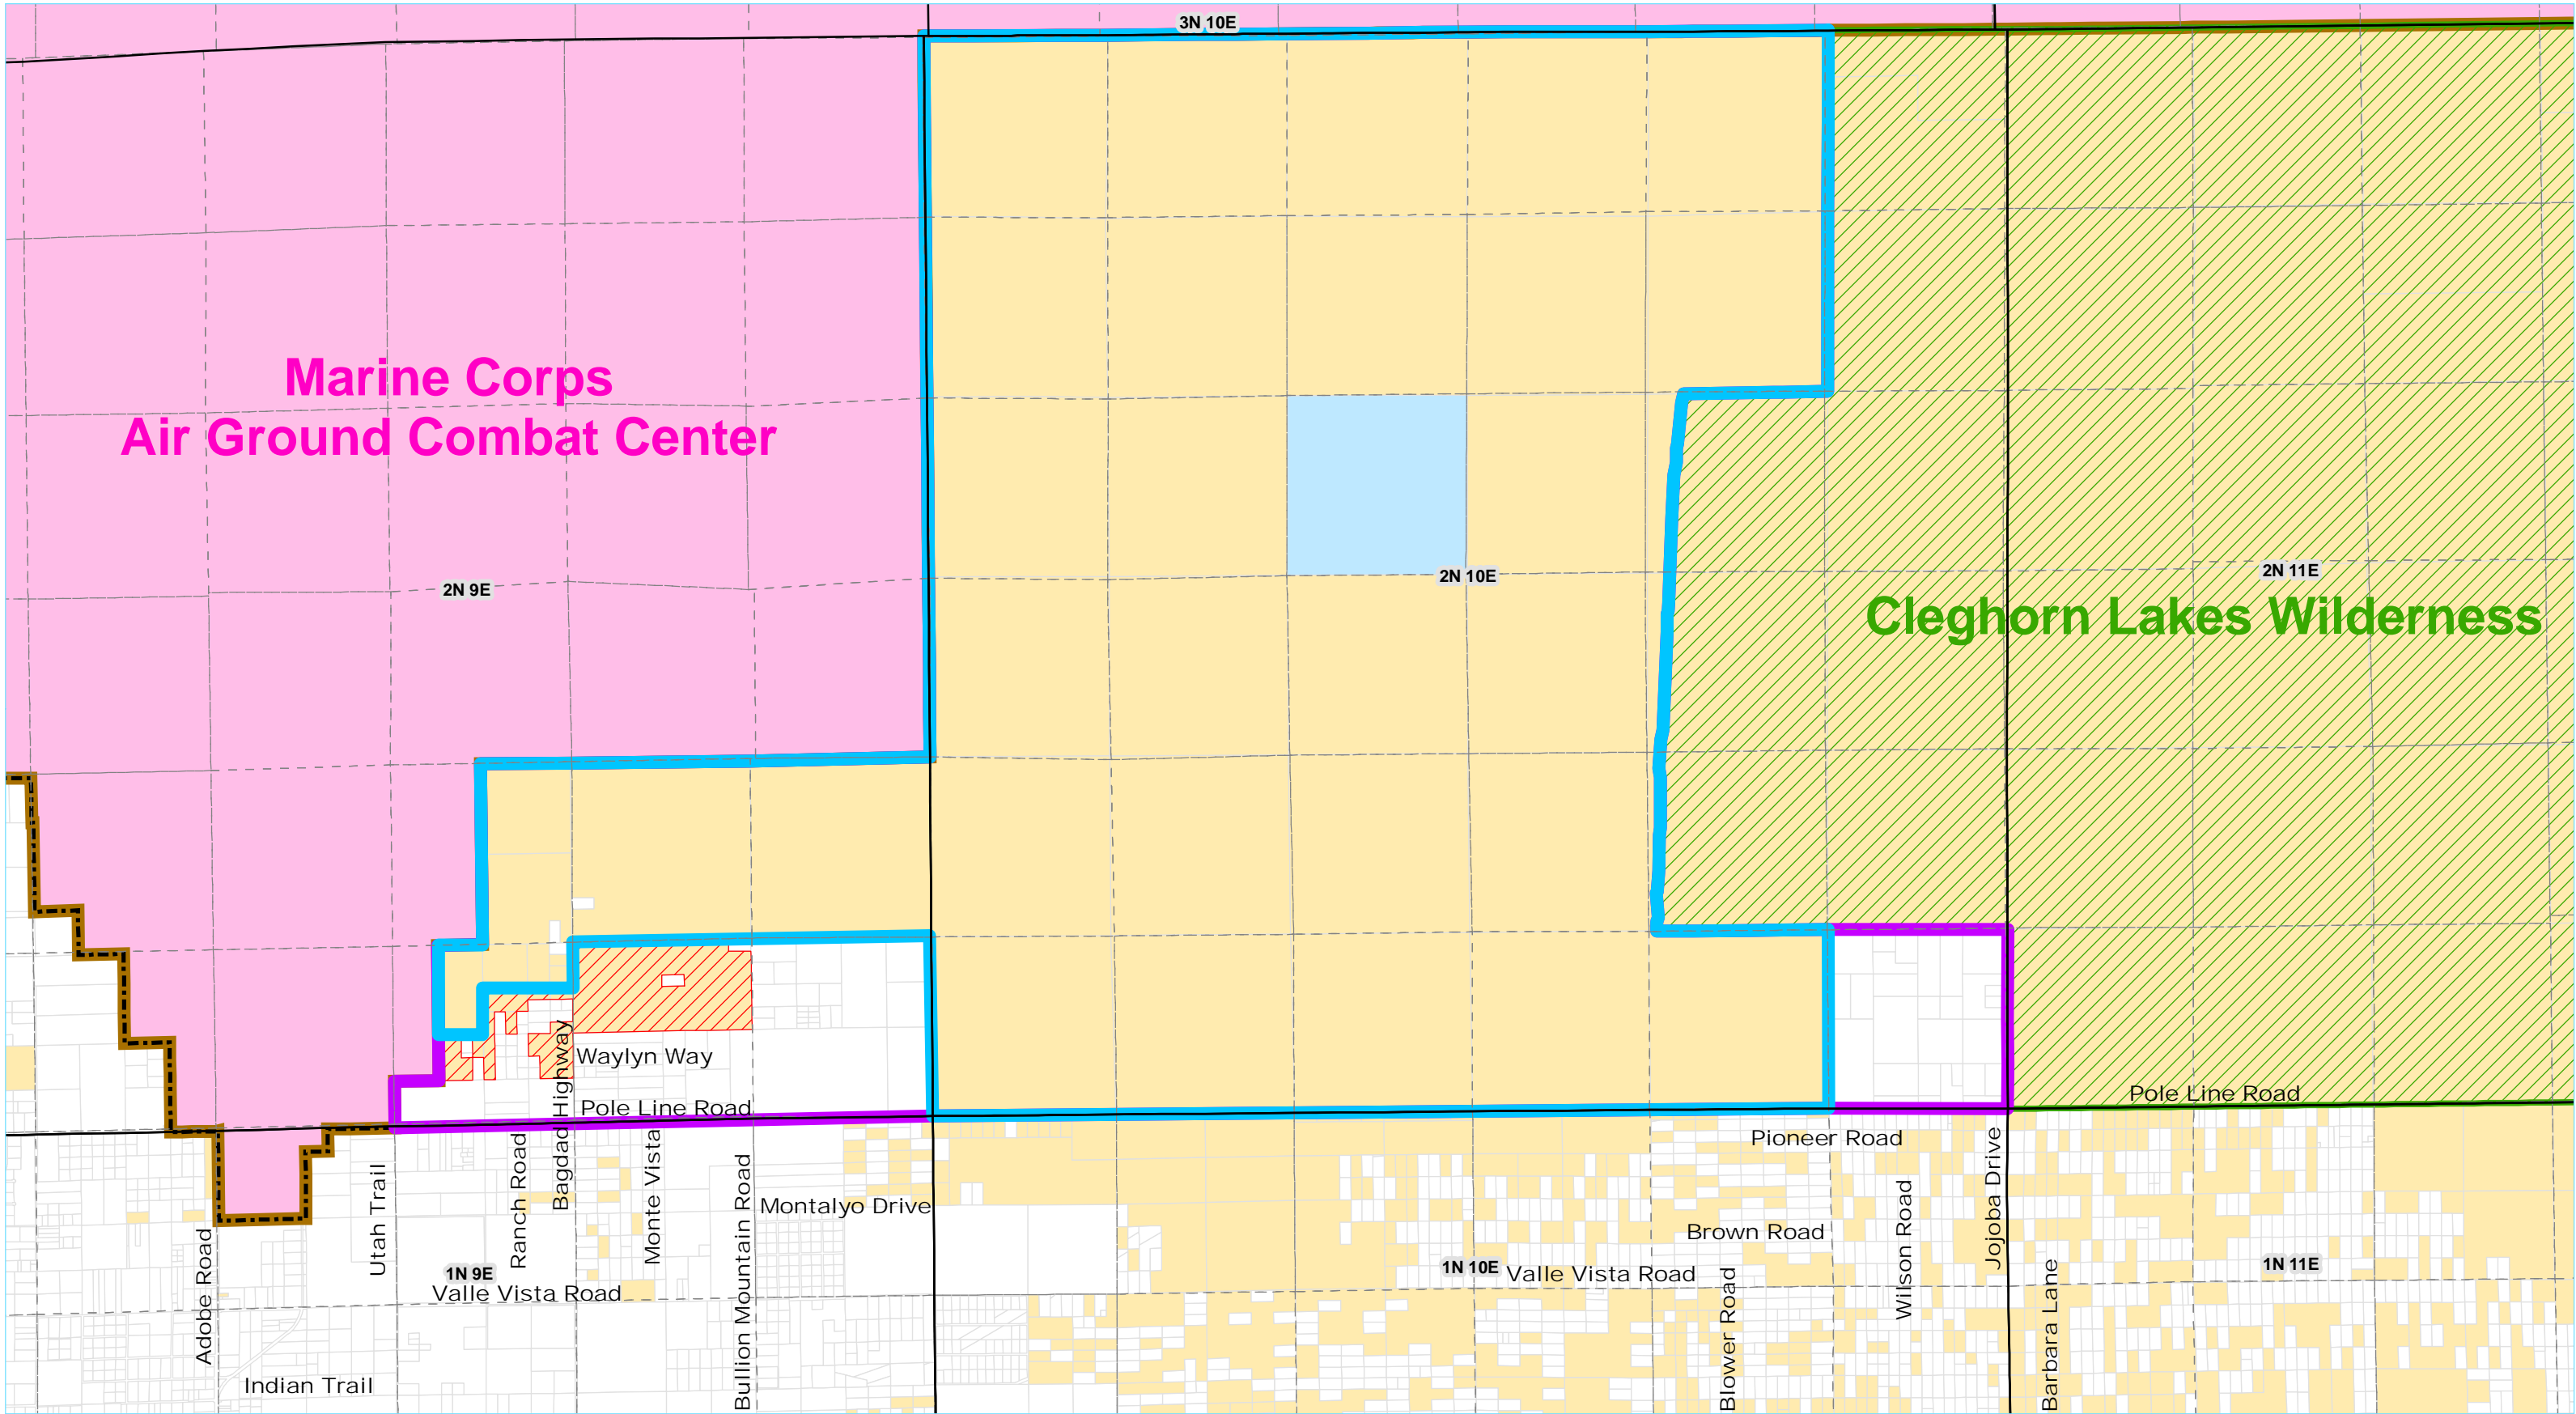 3N 10E
Marine Corps
Air Ground Combat Center
2N 9E
2N 10E
2N 11E
Cleghorn Lakes Wilderness
Waylyn Way
Pole Line Road
Pole Line Road
Bagdad Highway
Pioneer Road
Montalyo Drive
Utah Trail
Ranch Road
Monte Vista
Bullion Mountain Road
Adobe Road
Brown Road
Wilson Road
Jojoba Drive
1N 9E
1N 10E
1N 11E
Valle Vista Road
Valle Vista Road
Blower Road
Barbara Lane
Indian Trail